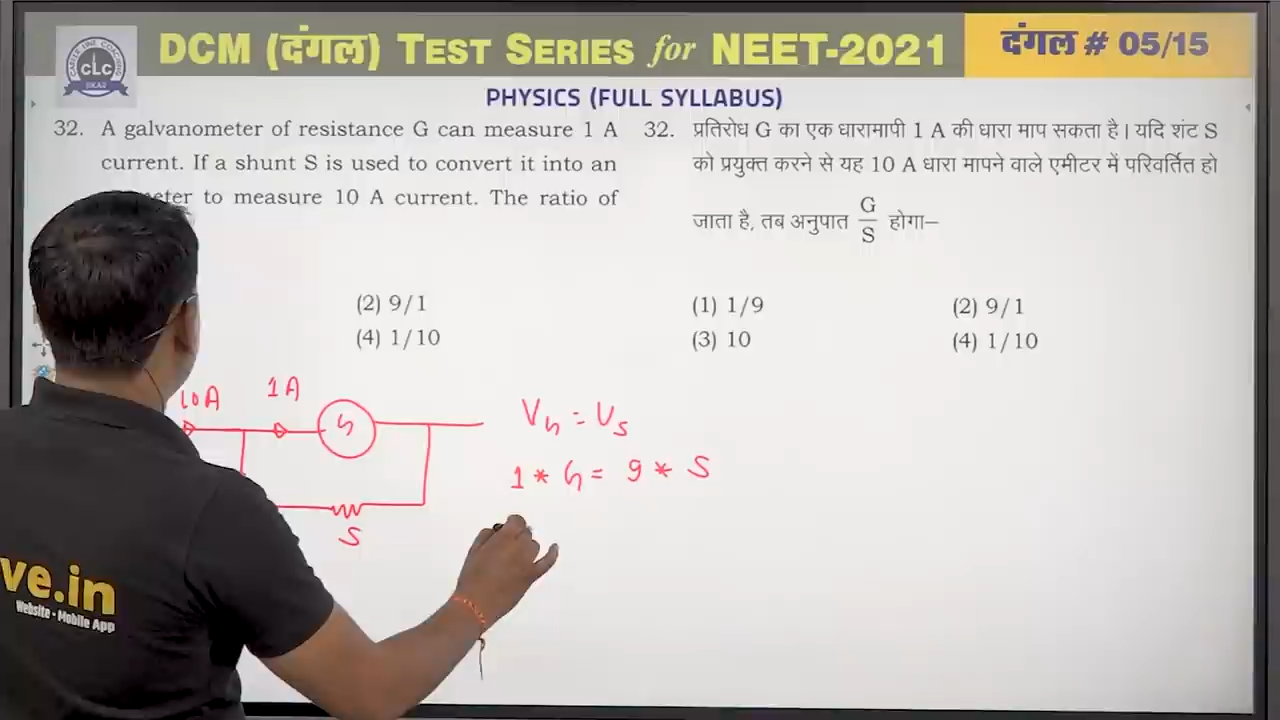 DCM (दंगल) TEST SERIES for NEET-2021
दंगल # 05/15
CLC
SIKAR
PHYSICS (FULL SYLLABUS)
32. A galvanometer of resistance G can measure 1 A
current. If a shunt S is used to convert it into an
to measure 10 A current. The ratio of
(2) 9/1
(4) 1/10
32. प्रतिरोध G का एक धारामापी 1 A की धारा माप सकता है। यदि शंट S
को प्रयुक्त करने से यह 10 A धारा मापने वाले एमीटर में परिवर्तित हो
जाता है, तब अनुपात G/S होगा–
(1) 1/9 (2) 9/1
(3) 10 (4) 1/10
10A 1A
G
S
V_G = V_S
1 * G = 9 * S
ve.in
Website - Mobile App